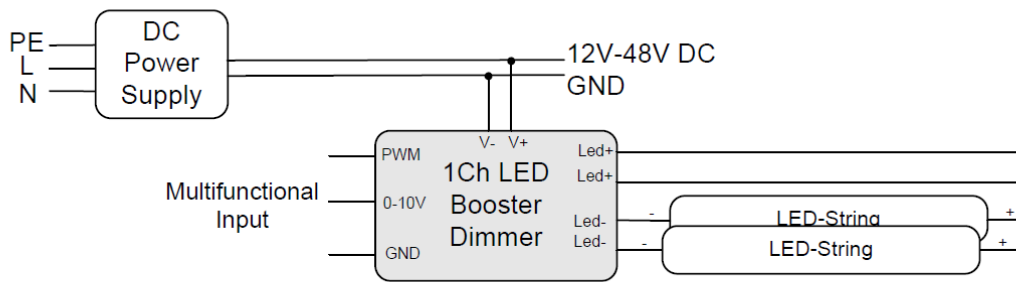 PE
L
N
DC
Power
Supply
12V-48V DC
GND
V- V+
Multifunctional
Input
PWM
0-10V
GND
1Ch LED
Booster
Dimmer
Led+
Led+
Led-
Led-
- LED-String +
- LED-String +